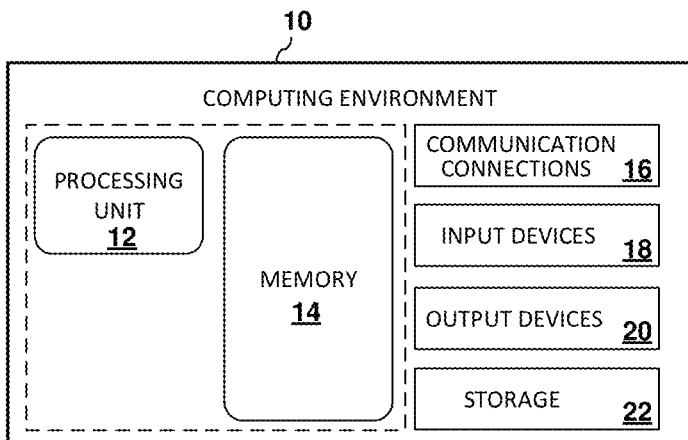 10
COMPUTING ENVIRONMENT
PROCESSING
UNIT
12
MEMORY
14
COMMUNICATION
CONNECTIONS 16
INPUT DEVICES 18
OUTPUT DEVICES 20
STORAGE 22